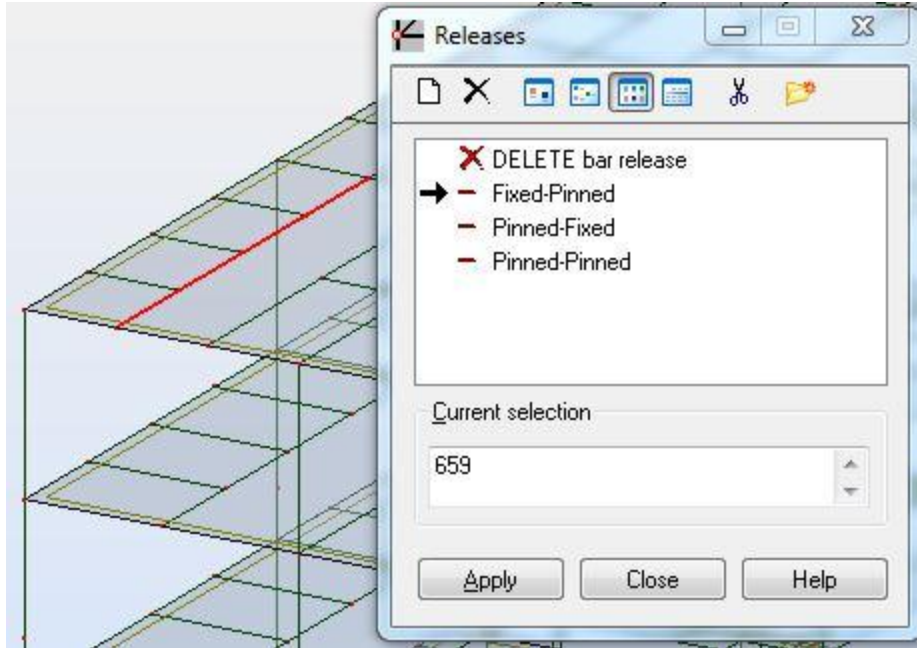 Releases
DELETE bar release
Fixed-Pinned
Pinned-Fixed
Pinned-Pinned
Current selection
659
Apply
Close
Help